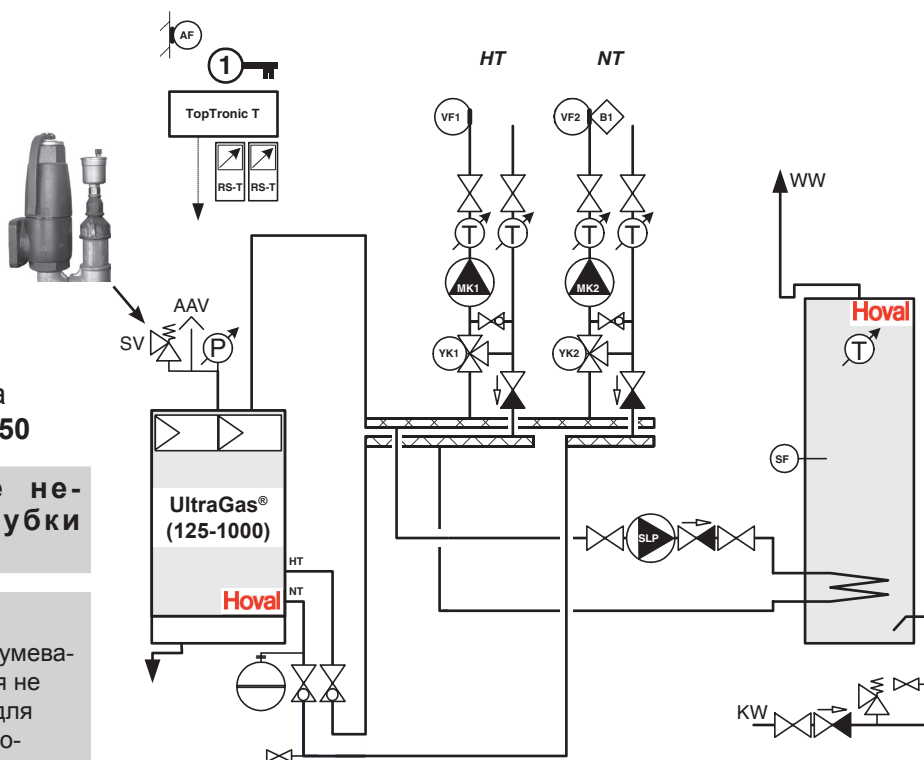 AF
1
HT NT
TopTronic T
RS-T RS-T
VF1
VF2
B1
T T T T
MK1
MK2
YK1
YK2
WW
Hoval
T
SF
AAV
SV
P
а
50
е не-
убки
UltraGas®
(125-1000)
HT
NT
Hoval
SLP
умева-
я не
для
о-
KW